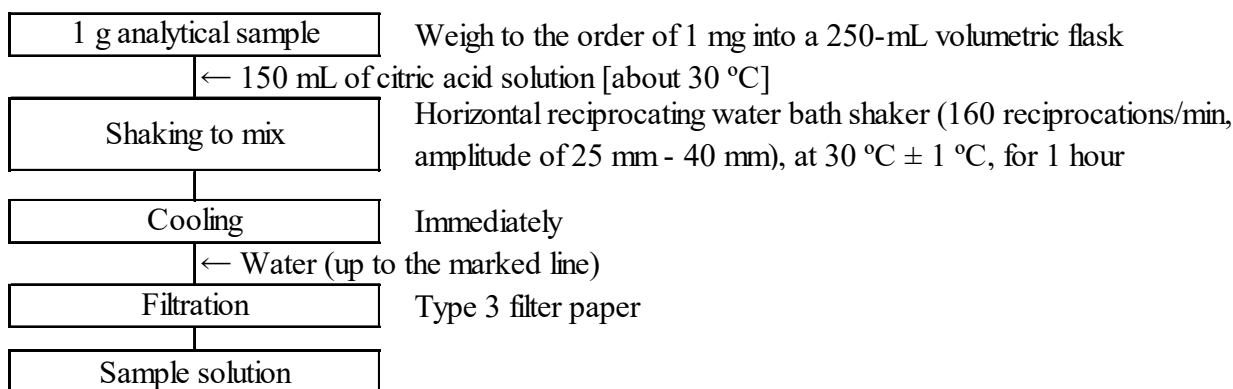 1 g analytical sample Weigh to the order of 1 mg into a 250-mL volumetric flask
← 150 mL of citric acid solution [about 30 ºC]
Shaking to mix Horizontal reciprocating water bath shaker (160 reciprocations/min,
amplitude of 25 mm - 40 mm), at 30 ºC ± 1 ºC, for 1 hour
Cooling Immediately
← Water (up to the marked line)
Filtration Type 3 filter paper
Sample solution